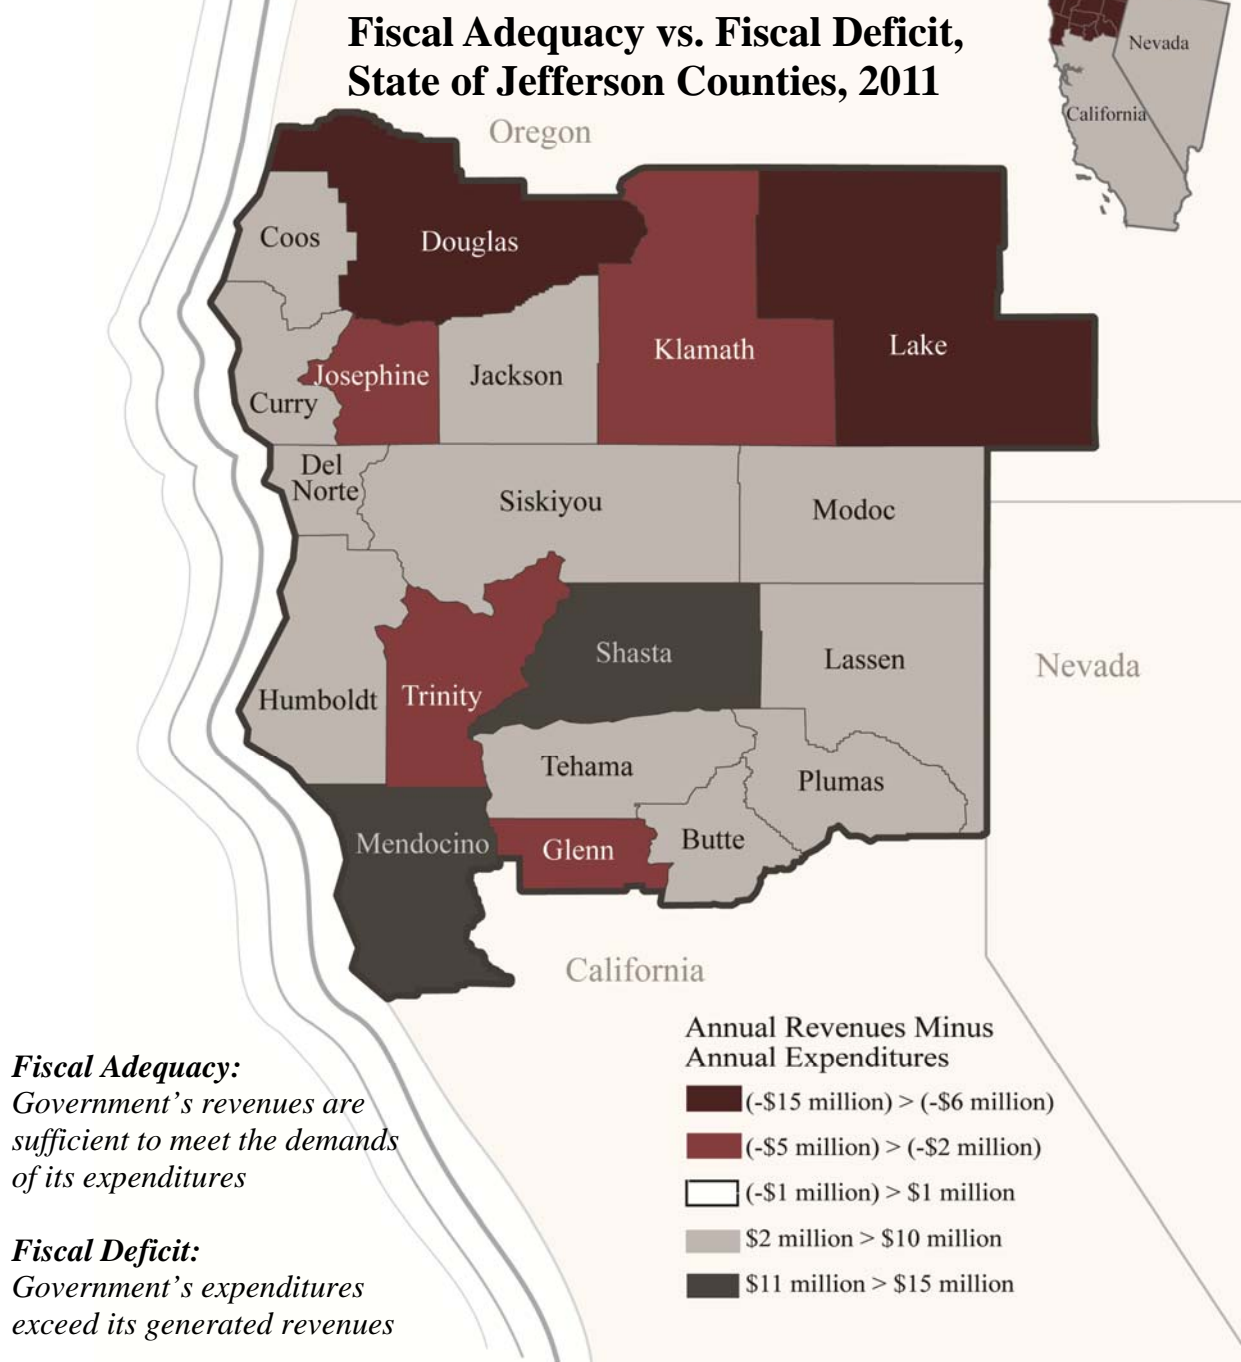 Fiscal Adequacy vs. Fiscal Deficit,
State of Jefferson Counties, 2011
Nevada
California
Oregon
Coos
Douglas
Klamath
Lake
Josephine
Jackson
Curry
Del
Norte
Siskiyou
Modoc
Shasta
Lassen
Nevada
Humboldt
Trinity
Tehama
Plumas
Mendocino
Glenn
Butte
California
Annual Revenues Minus
Annual Expenditures
(-$15 million) > (-$6 million)
(-$5 million) > (-$2 million)
(-$1 million) > $1 million
$2 million > $10 million
$11 million > $15 million
Fiscal Adequacy:
Government's revenues are
sufficient to meet the demands
of its expenditures
Fiscal Deficit:
Government's expenditures
exceed its generated revenues